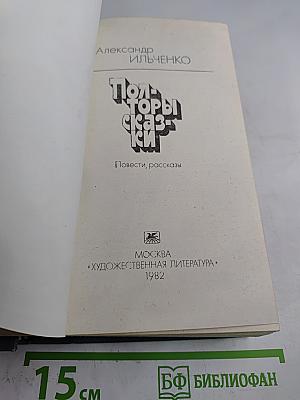 Александр
ИЛЬЧЕНКО
Пол-
торы
сказ-
ки
Повести, рассказы
МОСКВА
«ХУДОЖЕСТВЕННАЯ ЛИТЕРАТУРА»
1982
15 см
БФ БИБЛИОФАН